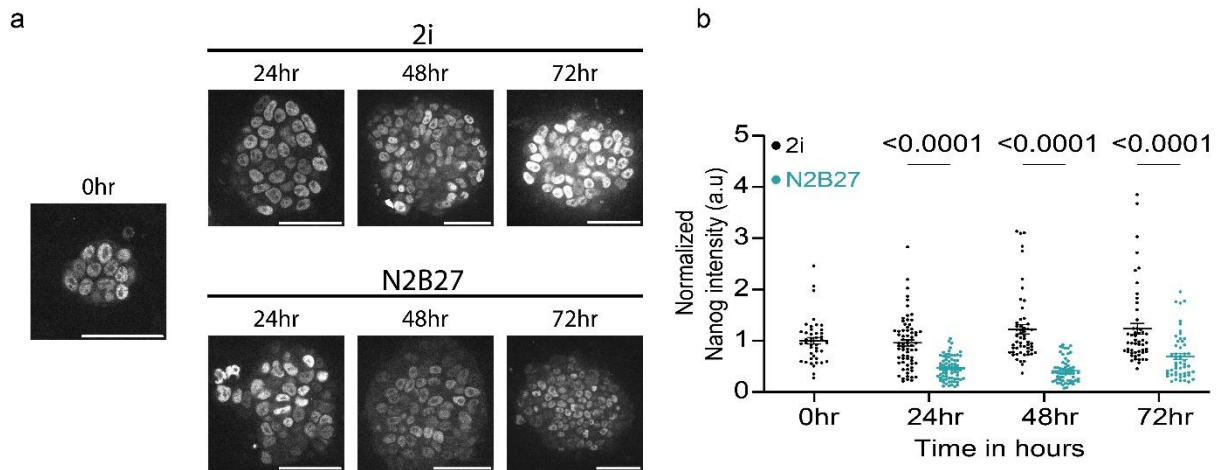 a
2i
24hr 48hr 72hr
0hr
N2B27
24hr 48hr 72hr
b
Normalized
Nanog intensity (a.u)
5
4
3
2
1
0
2i
N2B27
<0.0001 <0.0001 <0.0001
0hr 24hr 48hr 72hr
Time in hours